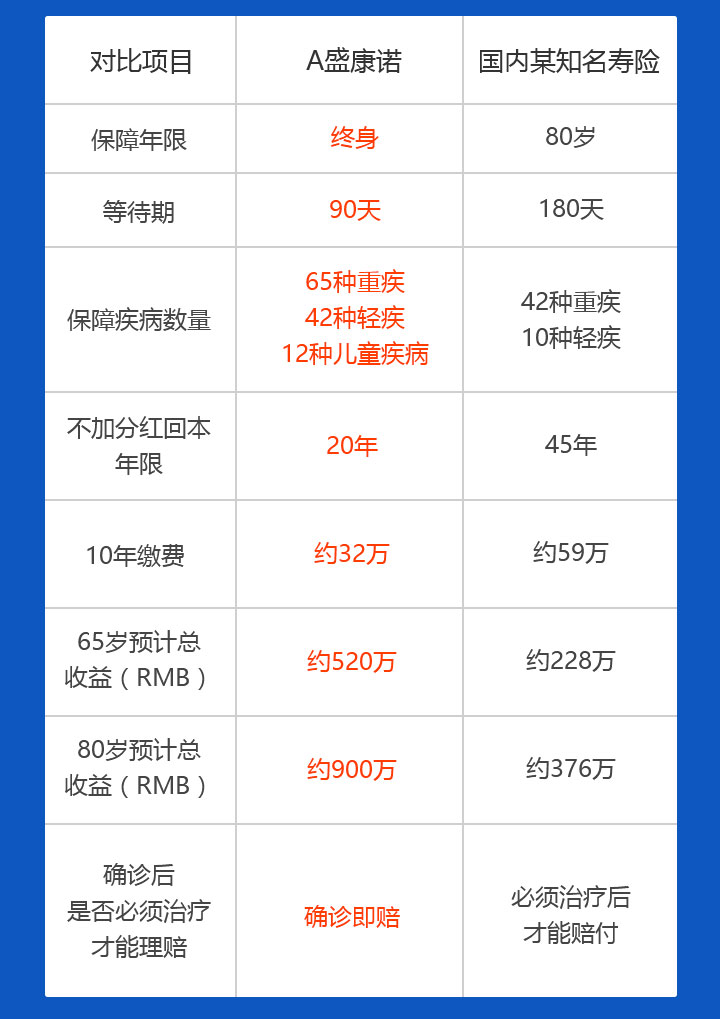 对比项目
A盛康诺
国内某知名寿险
保障年限
终身
80岁
等待期
90天
180天
保障疾病数量
65种重疾
42种轻疾
12种儿童疾病
42种重疾
10种轻疾
不加分红回本
年限
20年
45年
10年缴费
约32万
约59万
65岁预计总
收益（RMB）
约520万
约228万
80岁预计总
收益（RMB）
约900万
约376万
确诊后
是否必须治疗
才能理赔
确诊即赔
必须治疗后
才能赔付